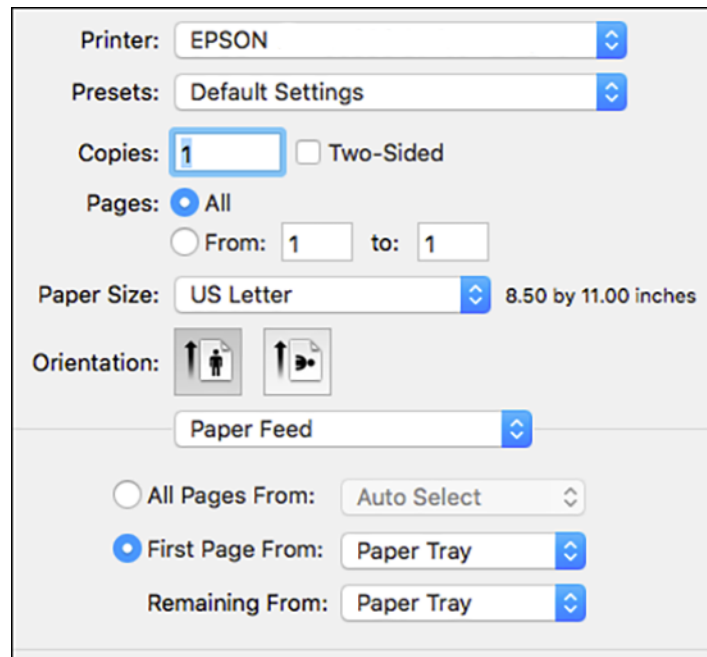 Printer: EPSON
Presets: Default Settings
Copies: 1 Two-Sided
Pages: All
From: 1 to: 1
Paper Size: US Letter 8.50 by 11.00 inches
Orientation:
Paper Feed
All Pages From: Auto Select
First Page From: Paper Tray
Remaining From: Paper Tray